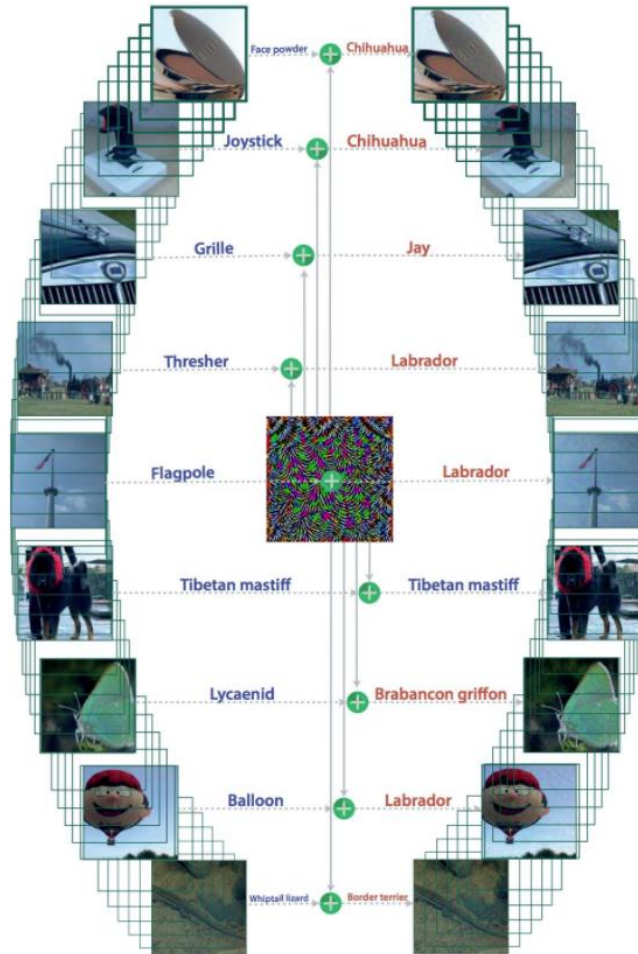 Face powder Chihuahua
Joystick Chihuahua
Grille Jay
Thresher Labrador
Flagpole Labrador
Tibetan mastiff Tibetan mastiff
Lycaenid Brabancon griffon
Balloon Labrador
Whiptail lizard Border terrier